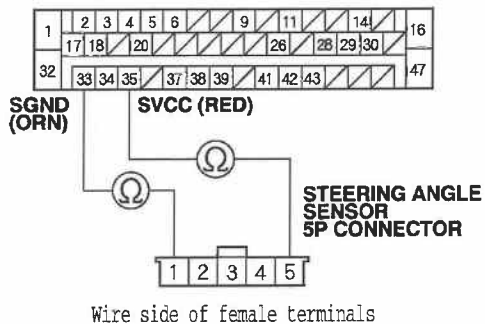 1 2 3 4 5 6 9 11 14 16
17 18 20 26 28 29 30
32 33 34 35 37 38 39 41 42 43 47
SGND
(ORN)
SVCC (RED)
Ω
Ω
STEERING ANGLE
SENSOR
5P CONNECTOR
1 2 3 4 5
Wire side of female terminals